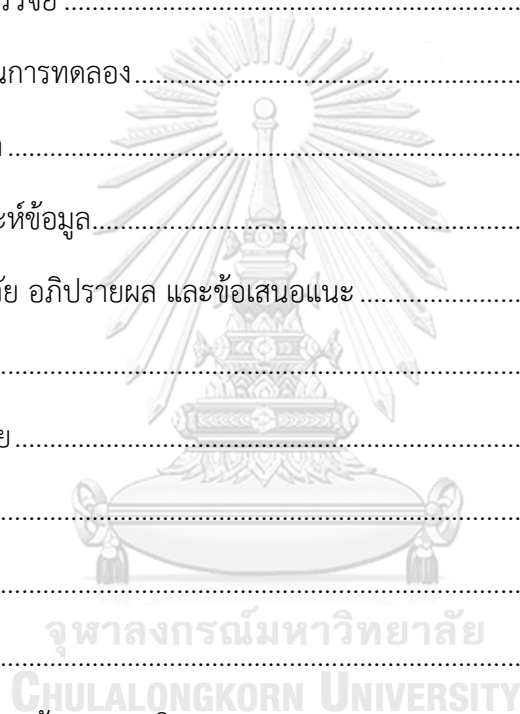 นการทดลอง................................................
...............................................................
ะห์ข้อมูล.......................................................
ัย อภิปรายผล และข้อเสนอแนะ....................
...............................................................
ย...............................................................
...............................................................
...............................................................
จุฬาลงกรณ์มหาวิทยาลัย
...............................................................
CHULALONGKORN UNIVERSITY